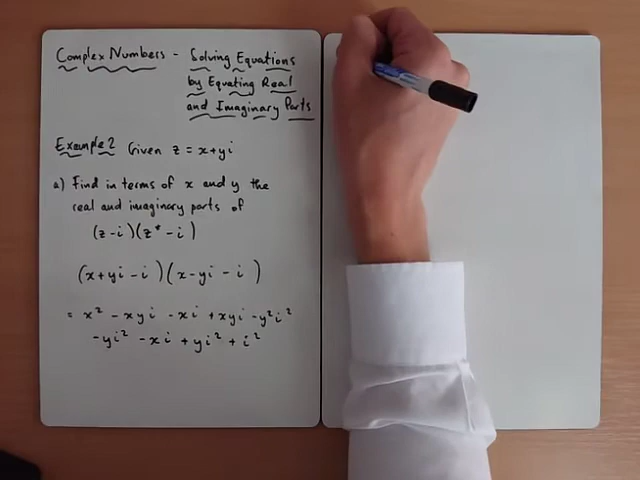 Complex Numbers - Solving Equations
by Equating Real
and Imaginary Parts
Example 2 Given z = x+yi
a) Find in terms of x and y the
real and imaginary parts of
(z-i)(z* - i)
(x+yi-i)(x-yi-i)
= x² - xyi - xi + xyi - y²i²
-yi² - xi + yi² + i²